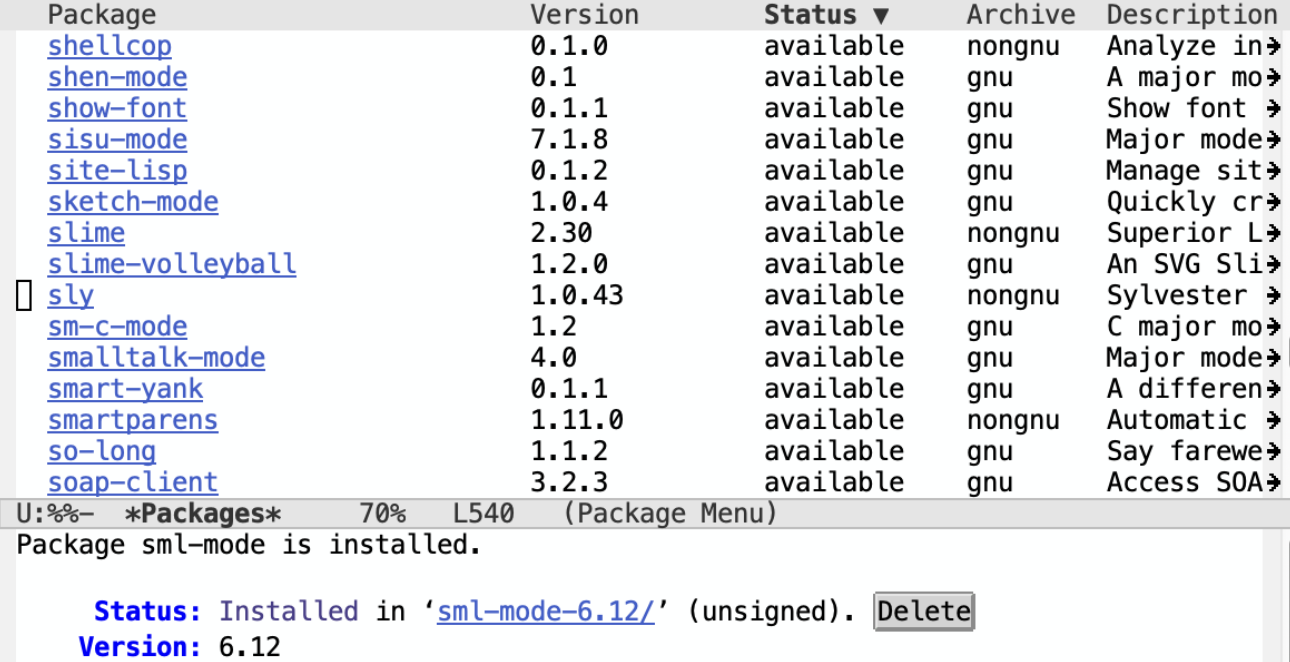 Package Version Status ▼ Archive Description
shellcop 0.1.0 available nongnu Analyze in→
shen-mode 0.1 available gnu A major mo→
show-font 0.1.1 available gnu Show font →
sisu-mode 7.1.8 available gnu Major mode→
site-lisp 0.1.2 available gnu Manage sit→
sketch-mode 1.0.4 available gnu Quickly cr→
slime 2.30 available nongnu Superior L→
slime-volleyball 1.2.0 available gnu An SVG Sli→
sly 1.0.43 available nongnu Sylvester →
sm-c-mode 1.2 available gnu C major mo→
smalltalk-mode 4.0 available gnu Major mode→
smart-yank 0.1.1 available gnu A differen→
smartparens 1.11.0 available nongnu Automatic →
so-long 1.1.2 available gnu Say farewe→
soap-client 3.2.3 available gnu Access SOA→
U:%%- *Packages* 70% L540 (Package Menu)
Package sml-mode is installed.
Status: Installed in ‘sml-mode-6.12/’ (unsigned). Delete
Version: 6.12